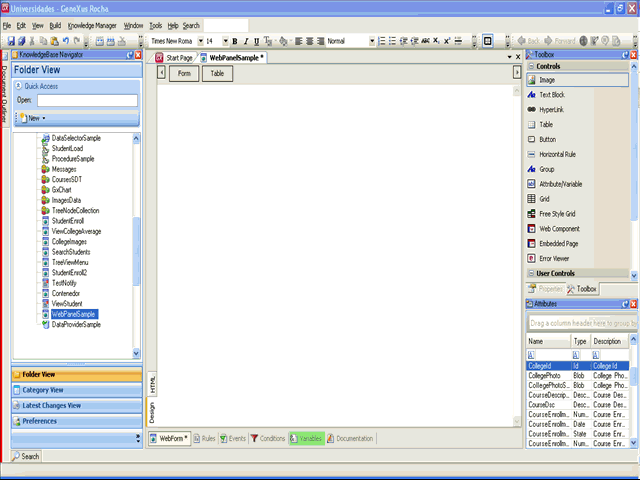 Universidades - GeneXus Rocha
File Edit View Build Knowledge Manager Window Tools Help Search
Times New Roma 14 Normal Back Forward
KnowledgeBase Navigator
Folder View
Quick Access
Open:
New
DataSelectorSample
StudentLoad
ProcedureSample
Messages
CoursesSDT
GxChart
ImagesData
TreeNodeCollection
StudentEnroll
ViewCollegeAverage
CollegeImages
SearchStudents
TreeViewMenu
StudentEnroll2
TestNotify
Contenedor
ViewStudent
WebPanelSample
DataProviderSample
Folder View
Category View
Latest Changes View
Preferences
Search
Document Outline
Start Page WebPanelSample *
Form Table
HTML
Design
WebForm * Rules Events Conditions Variables Documentation
Toolbox
Controls
Image
Text Block
HyperLink
Table
Button
Horizontal Rule
Group
Attribute/Variable
Grid
Free Style Grid
Web Component
Embedded Page
Error Viewer
User Controls
Properties Toolbox
Attributes
Drag a column header here to group by
Name Type Description
CollegeId Id College Id
CollegePhoto Blob College Pho...
CollegePhotoS... Blob College Pho...
CourseDescrip... Desc... Course Des...
CourseDsc Desc... Course Des...
CourseEnrollm... Num... Course Enr...
CourseEnrollm... Date Course Enr...
CourseEnrollm... State Course Enr...
CourseEnrollm... Num... Course Enr...